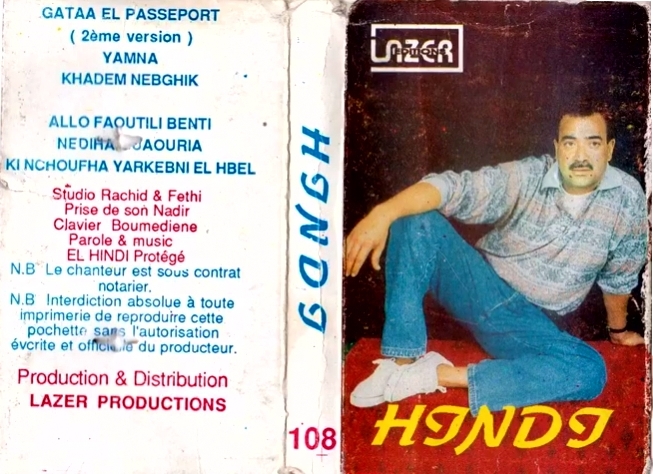 GATAA EL PASSEPORT
( 2ème version )
YAMNA
KHADEM NEBGHIK
ALLO FAOUTILI BENTI
NEDIHA
KI NCHOUFHA YARKEBNI EL HBEL
Studio Rachid & Fethi
Prise de son Nadir
Clavier Boumediene
Parole & music
EL HINDI Protégé
N.B Le chanteur est sous contrat
notarier.
N.B Interdiction absolue à toute
imprimerie de reproduire cette
pochette sans l'autorisation
évcrite et officielle du producteur.
Production & Distribution
LAZER PRODUCTIONS
108
LAZER
EDITIONS
HINDI